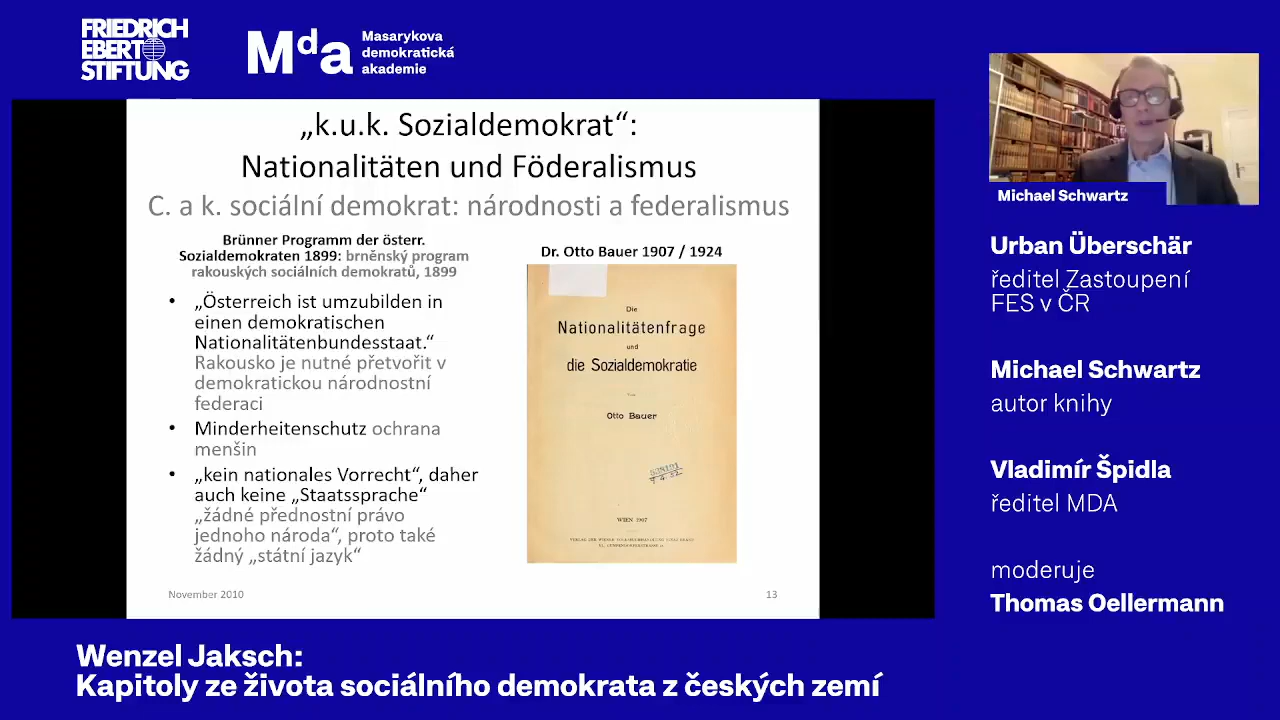 FRIEDRICH
EBERT
STIFTUNG
Mda
Masarykova
demokratická
akademie
„k.u.k. Sozialdemokrat“:
Nationalitäten und Föderalismus
C. a k. sociální demokrat: národnosti a federalismus
Brünner Programm der österr.
Sozialdemokraten 1899: brněnský program
rakouských sociálních demokratů, 1899
• „Österreich ist umzubilden in
einen demokratischen
Nationalitätenbundesstaat.“
Rakousko je nutné přetvořit v
demokratickou národnostní
federaci
• Minderheitenschutz ochrana
menšin
• „kein nationales Vorrecht“, daher
auch keine „Staatssprache“
„žádné přednostní právo
jednoho národa“, proto také
žádný „státní jazyk“
Dr. Otto Bauer 1907 / 1924
Die
Nationalitätenfrage
und
die Sozialdemokratie
Von
Otto Bauer
WIEN 1907
November 2010
13
Michael Schwartz
Urban Überschär
ředitel Zastoupení
FES v ČR
Michael Schwartz
autor knihy
Vladimír Špidla
ředitel MDA
moderuje
Thomas Oellermann
Wenzel Jaksch:
Kapitoly ze života sociálního demokrata z českých zemí